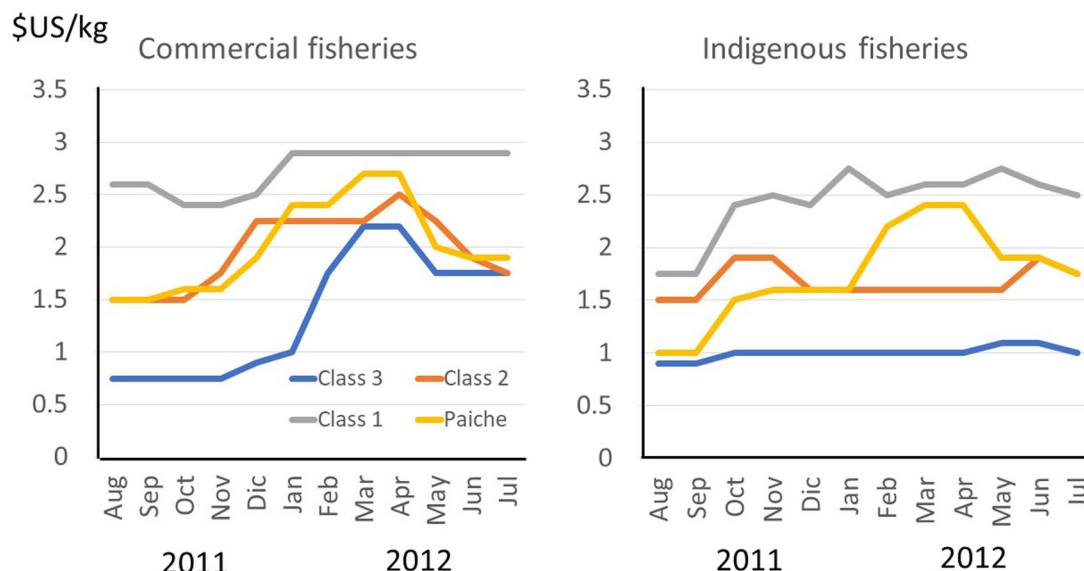 $US/kg
Commercial fisheries
3.5
3
2.5
2
1.5
1
0.5
0
Class 3 Class 2
Class 1 Paiche
Aug Sep Oct Nov Dic Jan Feb Mar Apr May Jun Jul
2011 2012
Indigenous fisheries
3.5
3
2.5
2
1.5
1
0.5
0
Aug Sep Oct Nov Dic Jan Feb Mar Apr May Jun Jul
2011 2012